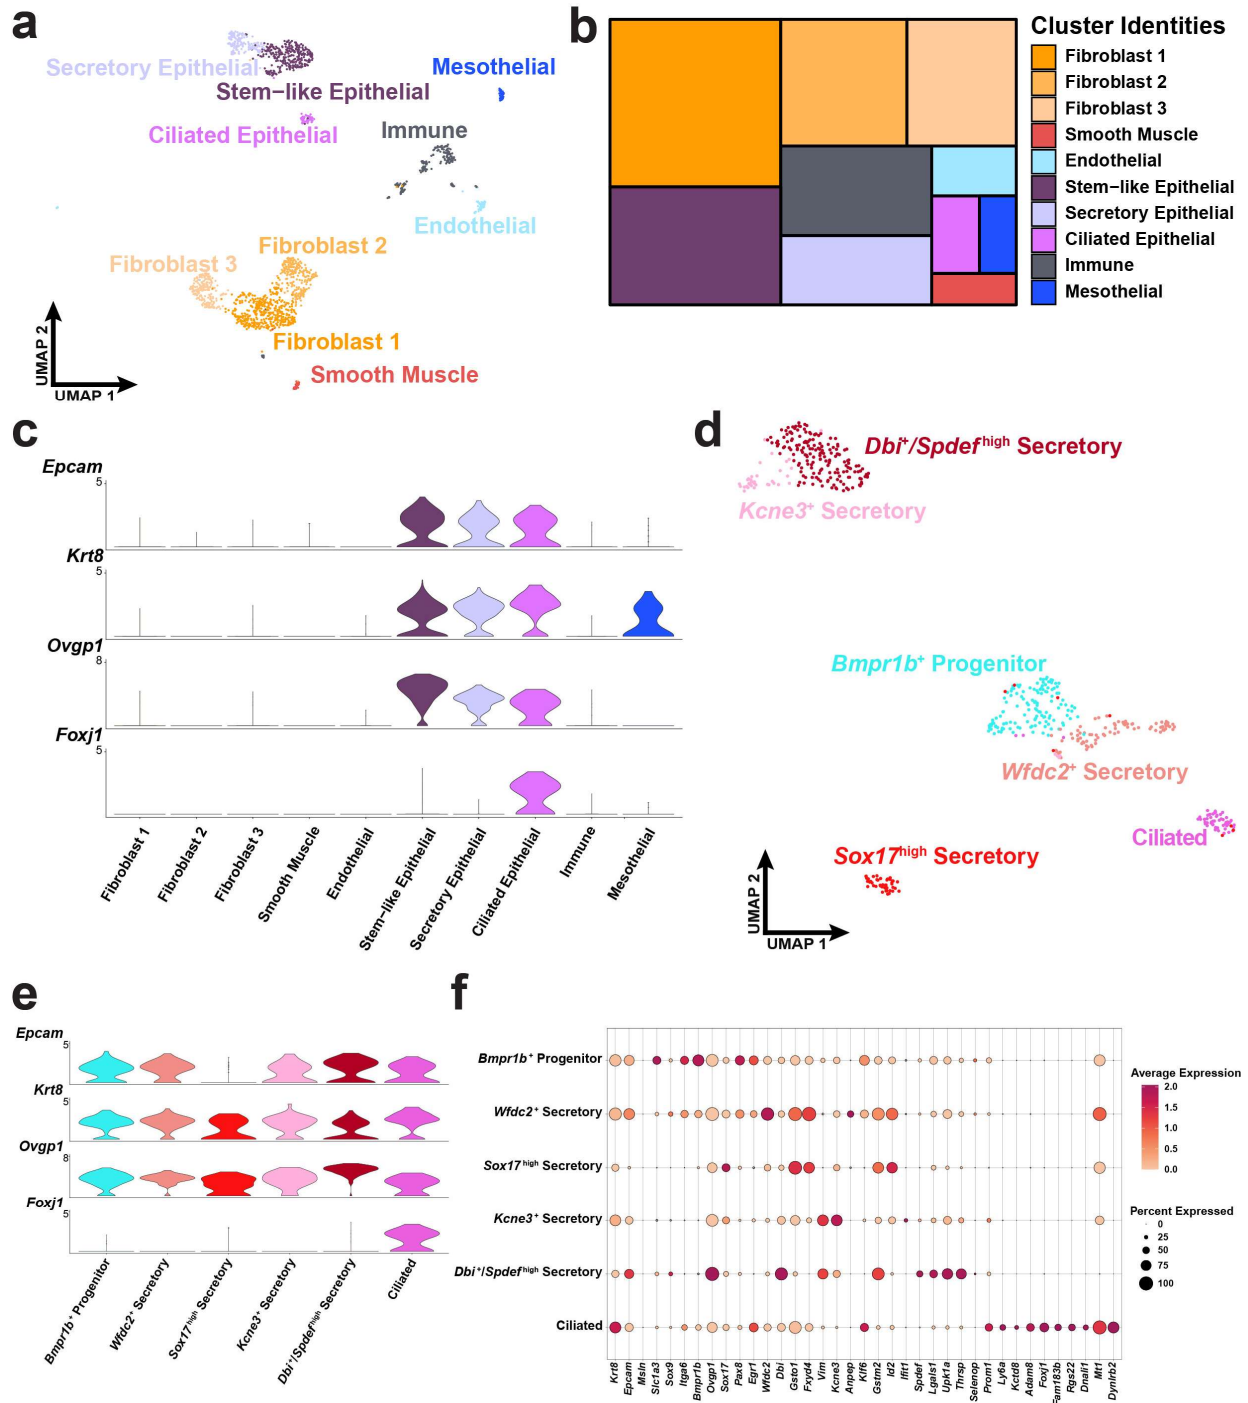 a
Secretory Epithelial
Stem−like Epithelial
Ciliated Epithelial
Mesothelial
Immune
Endothelial
Fibroblast 2
Fibroblast 3
Fibroblast 1
Smooth Muscle
UMAP 2
UMAP 1
b
Cluster Identities
Fibroblast 1
Fibroblast 2
Fibroblast 3
Smooth Muscle
Endothelial
Stem−like Epithelial
Secretory Epithelial
Ciliated Epithelial
Immune
Mesothelial
c
Epcam
5
Krt8
5
Ovgp1
8
Foxj1
5
Fibroblast 1
Fibroblast 2
Fibroblast 3
Smooth Muscle
Endothelial
Stem−like Epithelial
Secretory Epithelial
Ciliated Epithelial
Immune
Mesothelial
d
Dbi+/Spdefhigh Secretory
Kcne3+ Secretory
Bmpr1b+ Progenitor
Wfdc2+ Secretory
Ciliated
Sox17high Secretory
UMAP 2
UMAP 1
e
Epcam
5
Krt8
5
Ovgp1
8
Foxj1
5
Bmpr1b+ Progenitor
Wfdc2+ Secretory
Sox17high Secretory
Kcne3+ Secretory
Dbi+/Spdefhigh Secretory
Ciliated
f
Bmpr1b+ Progenitor
Wfdc2+ Secretory
Sox17high Secretory
Kcne3+ Secretory
Dbi+/Spdefhigh Secretory
Ciliated
Krt8
Epcam
Msln
Slc1a3
Sox9
Itga6
Bmpr1b
Ovgp1
Sox17
Pax8
Egr1
Wfdc2
Dbi
Gsto1
Fxyd4
Vim
Kcne3
Anpep
Klf6
Gstm2
Id2
Ifit1
Spdef
Lgals1
Upk1a
Thrsp
Selenop
Prom1
Ly6a
Kctd8
Adam8
Foxj1
Fam183b
Rgs22
Dnali1
Mt1
Dynlrb2
Average Expression
2.0
1.5
1.0
0.5
0.0
Percent Expressed
0
25
50
75
100